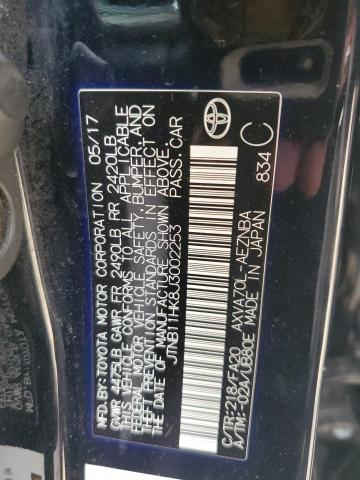 MFD. BY: TOYOTA MOTOR CORPORATION 05/17
GVWR 4475LB GAWR FR 2490LB RR 2420LB
THIS VEHICLE CONFORMS TO ALL APPLICABLE
FEDERAL MOTOR VEHICLE SAFETY, BUMPER, AND
THEFT PREVENTION STANDARDS IN EFFECT ON
THE DATE OF MANUFACTURE SHOWN ABOVE.
JTNB11HK8J3002253 PASS. CAR
C/TR:218/FA20 AXVA70L-AEZNBA
A/TM:-02A/UB80E MADE IN JAPAN
834
C